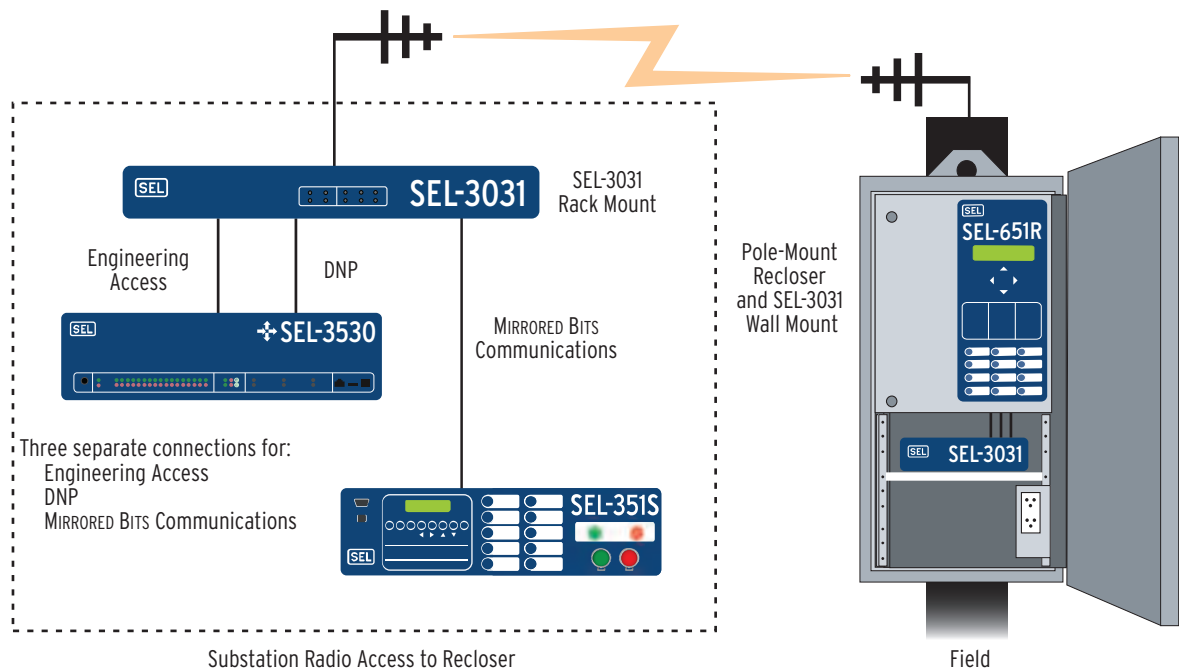 SEL
SEL-3031
SEL-3031
Rack Mount
Engineering
Access
DNP
MIRRORED BITS
Communications
SEL
SEL-3530
Three separate connections for:
Engineering Access
DNP
MIRRORED BITS Communications
SEL-351S
SEL
Substation Radio Access to Recloser
Pole-Mount
Recloser
and SEL-3031
Wall Mount
SEL
SEL-651R
SEL
SEL-3031
Field